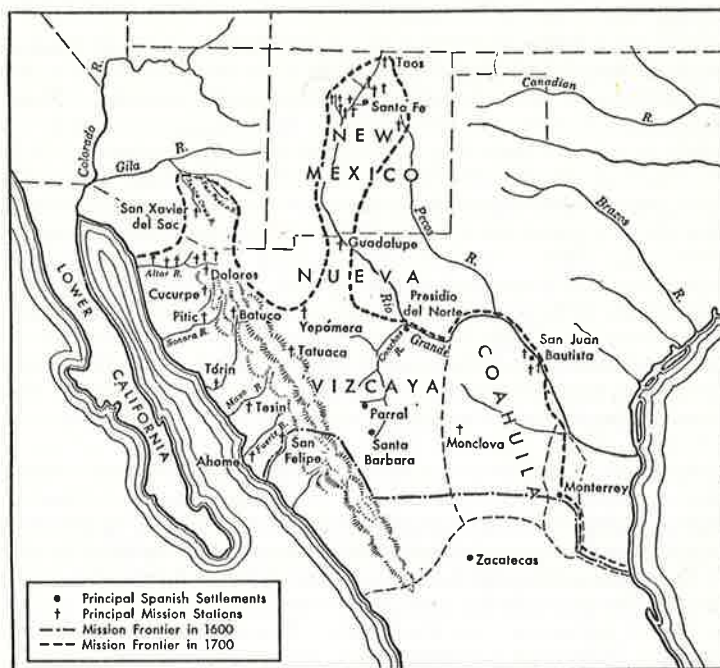 Taos
Canadian
R.
Santa Fe
NEW
MEXICO
Colorado
R.
Gila
R.
San Xavier
del Sac
Pecos
R.
Brazos
R.
Guadalupe
NUEVA
Altar R.
Dolores
Cucurpe
Pitic
Batuco
Sonora R.
Yepómera
Rio
Grande
Presidio
del Norte
Conchos
R.
San Juan
Bautista
LOWER
CALIFORNIA
Tórin
Tatuaca
VIZCAYA
COAHUILA
Mayo R.
Tesin
Parral
Santa
Barbara
Monclova
Fuerte R.
San
Felipe
Ahome
Monterrey
Zacatecas
Principal Spanish Settlements
Principal Mission Stations
Mission Frontier in 1600
Mission Frontier in 1700